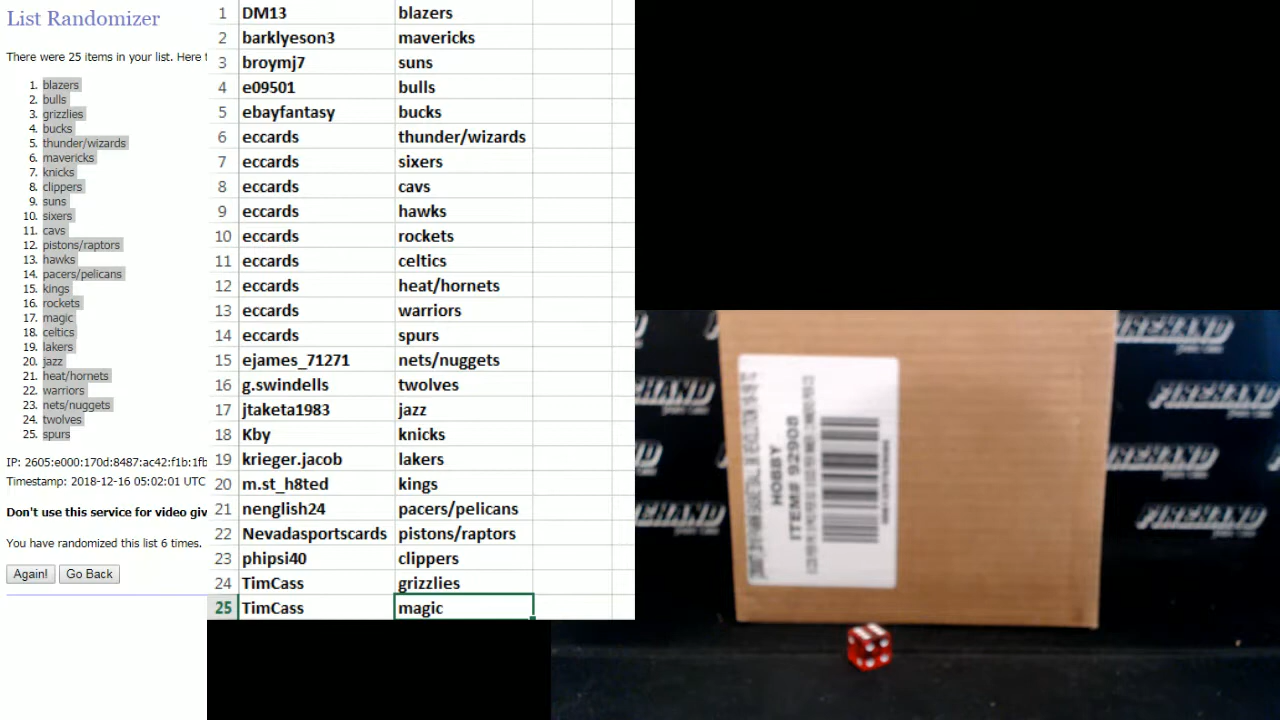 List Randomizer
There were 25 items in your list. Here
1. blazers
2. bulls
3. grizzlies
4. bucks
5. thunder/wizards
6. mavericks
7. knicks
8. clippers
9. suns
10. sixers
11. cavs
12. pistons/raptors
13. hawks
14. pacers/pelicans
15. kings
16. rockets
17. magic
18. celtics
19. lakers
20. jazz
21. heat/hornets
22. warriors
23. nets/nuggets
24. twolves
25. spurs
IP: 2605:e000:170d:8487:ac42:f1b:1fb
Timestamp: 2018-12-16 05:02:01 UTC
Don't use this service for video giv
You have randomized this list 6 times.
Again! Go Back
1 DM13 blazers
2 barklyeson3 mavericks
3 broymj7 suns
4 e09501 bulls
5 ebayfantasy bucks
6 eccards thunder/wizards
7 eccards sixers
8 eccards cavs
9 eccards hawks
10 eccards rockets
11 eccards celtics
12 eccards heat/hornets
13 eccards warriors
14 eccards spurs
15 ejames_71271 nets/nuggets
16 g.swindells twolves
17 jtaketa1983 jazz
18 Kby knicks
19 krieger.jacob lakers
20 m.st_h8ted kings
21 nenglish24 pacers/pelicans
22 Nevadasportscards pistons/raptors
23 phipsi40 clippers
24 TimCass grizzlies
25 TimCass magic
HOBBY
ITEM# 92908
FIREHAND
FIREHAND
FIREHAND
FIREHAND
FIREHAND